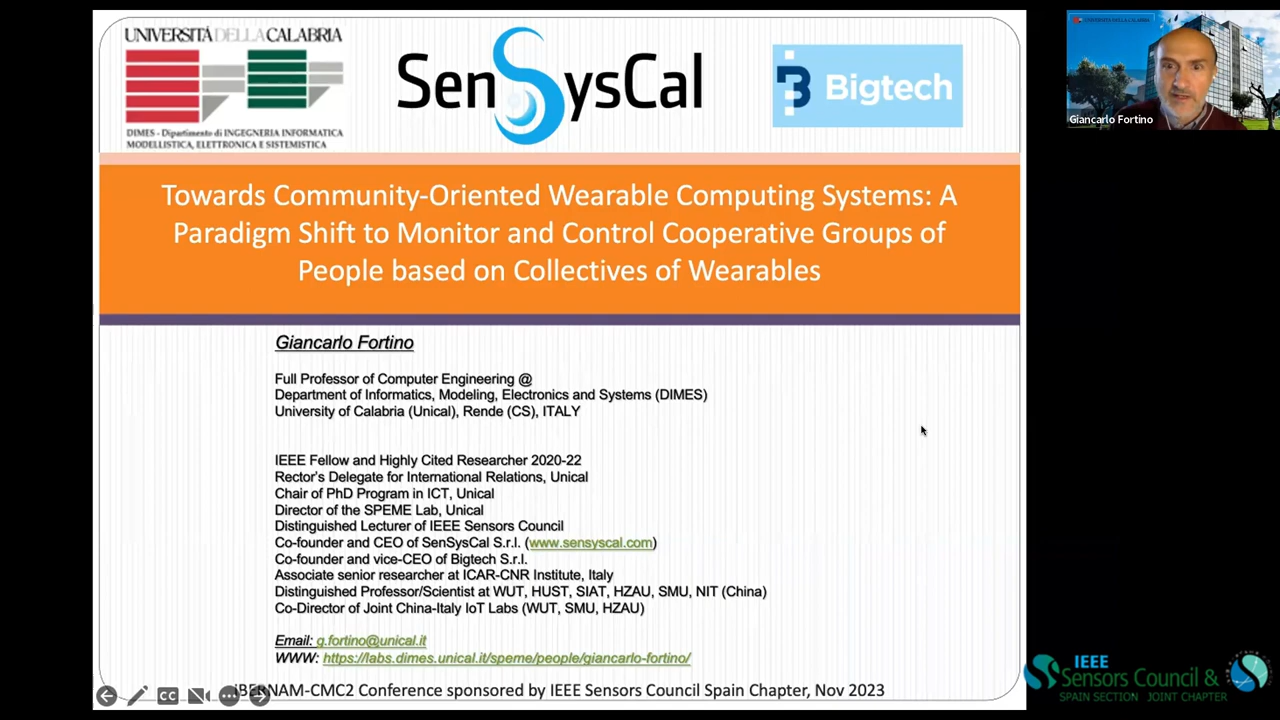 UNIVERSITÀ DELLA CALABRIA
DIMES - Dipartimento di INGEGNERIA INFORMATICA
MODELLISTICA, ELETTRONICA E SISTEMISTICA
SenSysCal
Bigtech
UNIVERSITÀ DELLA CALABRIA
Giancarlo Fortino
Towards Community-Oriented Wearable Computing Systems: A
Paradigm Shift to Monitor and Control Cooperative Groups of
People based on Collectives of Wearables
Giancarlo Fortino
Full Professor of Computer Engineering @
Department of Informatics, Modeling, Electronics and Systems (DIMES)
University of Calabria (Unical), Rende (CS), ITALY
IEEE Fellow and Highly Cited Researcher 2020-22
Rector's Delegate for International Relations, Unical
Chair of PhD Program in ICT, Unical
Director of the SPEME Lab, Unical
Distinguished Lecturer of IEEE Sensors Council
Co-founder and CEO of SenSysCal S.r.l. (www.sensyscal.com)
Co-founder and vice-CEO of Bigtech S.r.l.
Associate senior researcher at ICAR-CNR Institute, Italy
Distinguished Professor/Scientist at WUT, HUST, SIAT, HZAU, SMU, NIT (China)
Co-Director of Joint China-Italy IoT Labs (WUT, SMU, HZAU)
Email: g.fortino@unical.it
WWW: https://labs.dimes.unical.it/speme/people/giancarlo-fortino/
CC
IBERNAM-CMC2 Conference sponsored by IEEE Sensors Council Spain Chapter, Nov 2023
IEEE
Sensors Council &
SPAIN SECTION JOINT CHAPTER